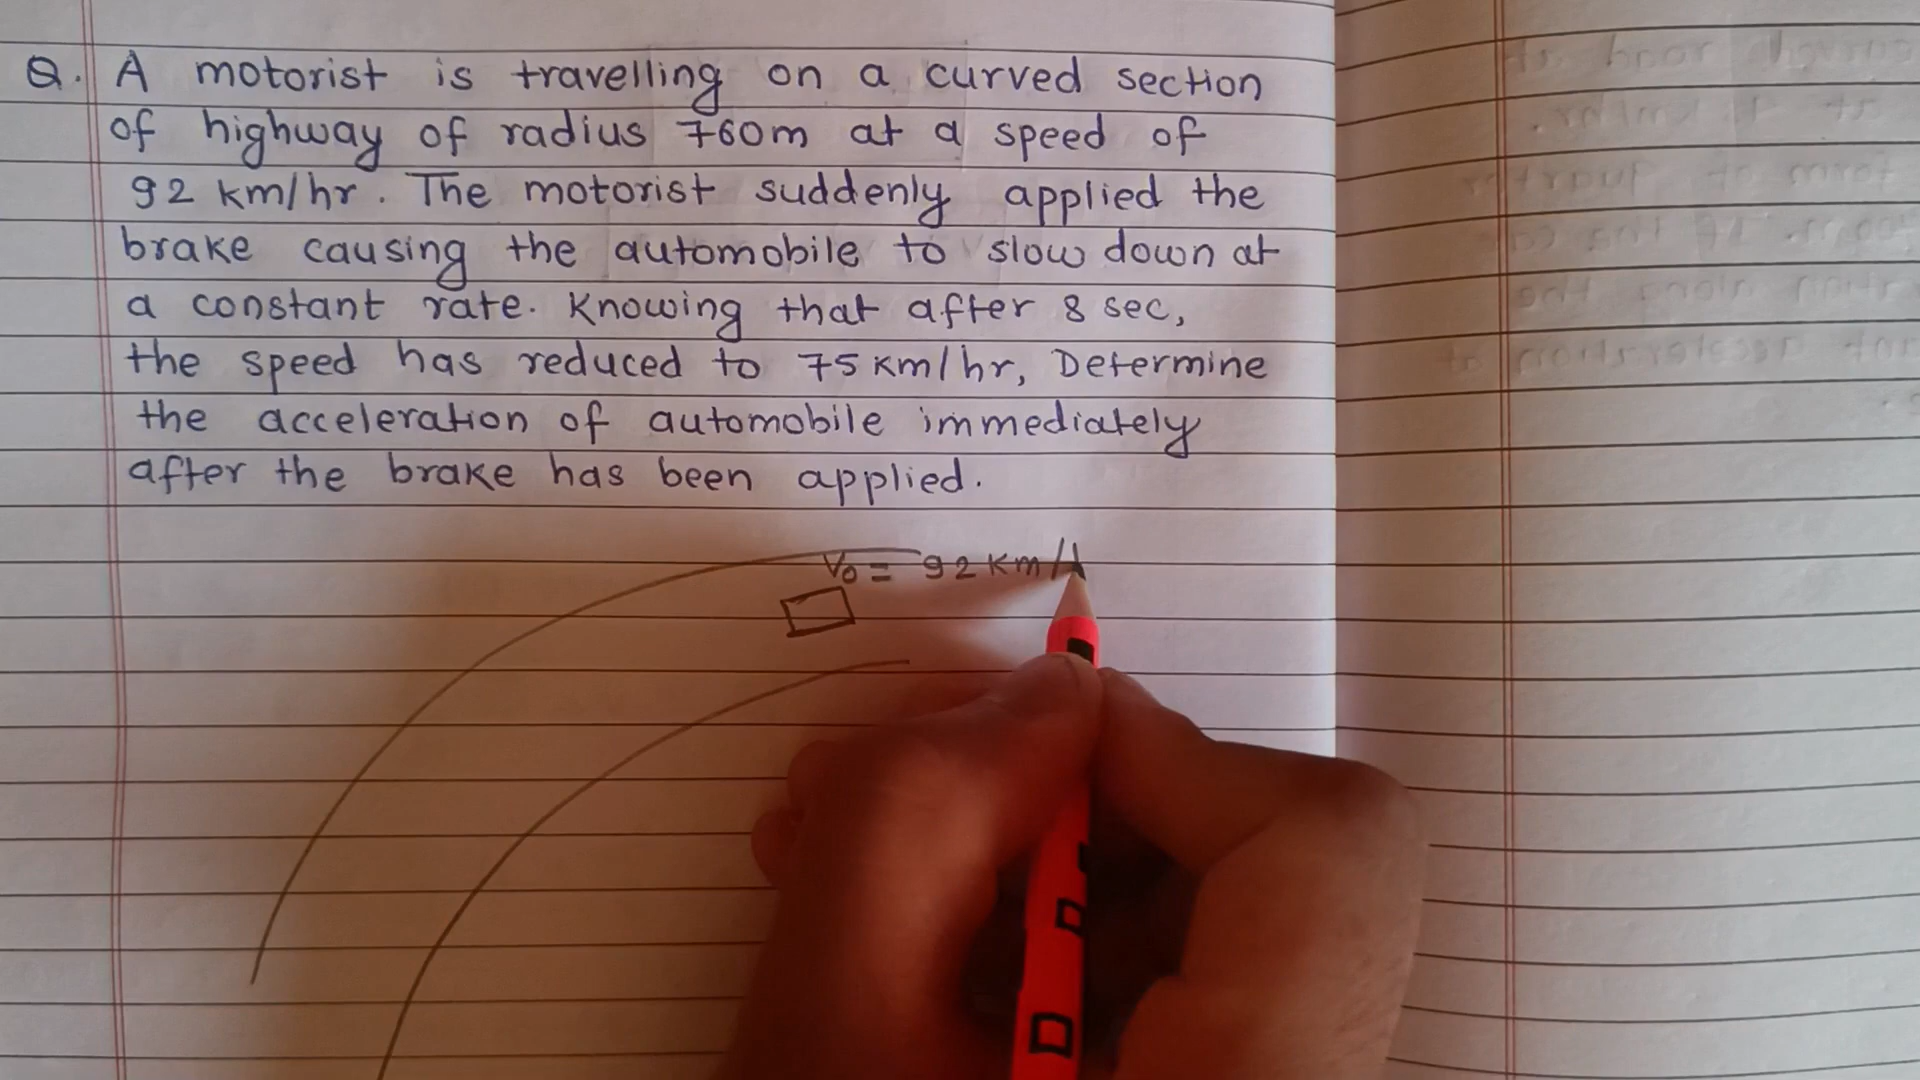 Q. A motorist is travelling on a curved section
of highway of radius 760m at a speed of
92 km/hr. The motorist suddenly applied the
brake causing the automobile to slow down at
a constant rate. Knowing that after 8 sec,
the speed has reduced to 75 km/hr, Determine
the acceleration of automobile immediately
after the brake has been applied.
V₀ = 92 km/h